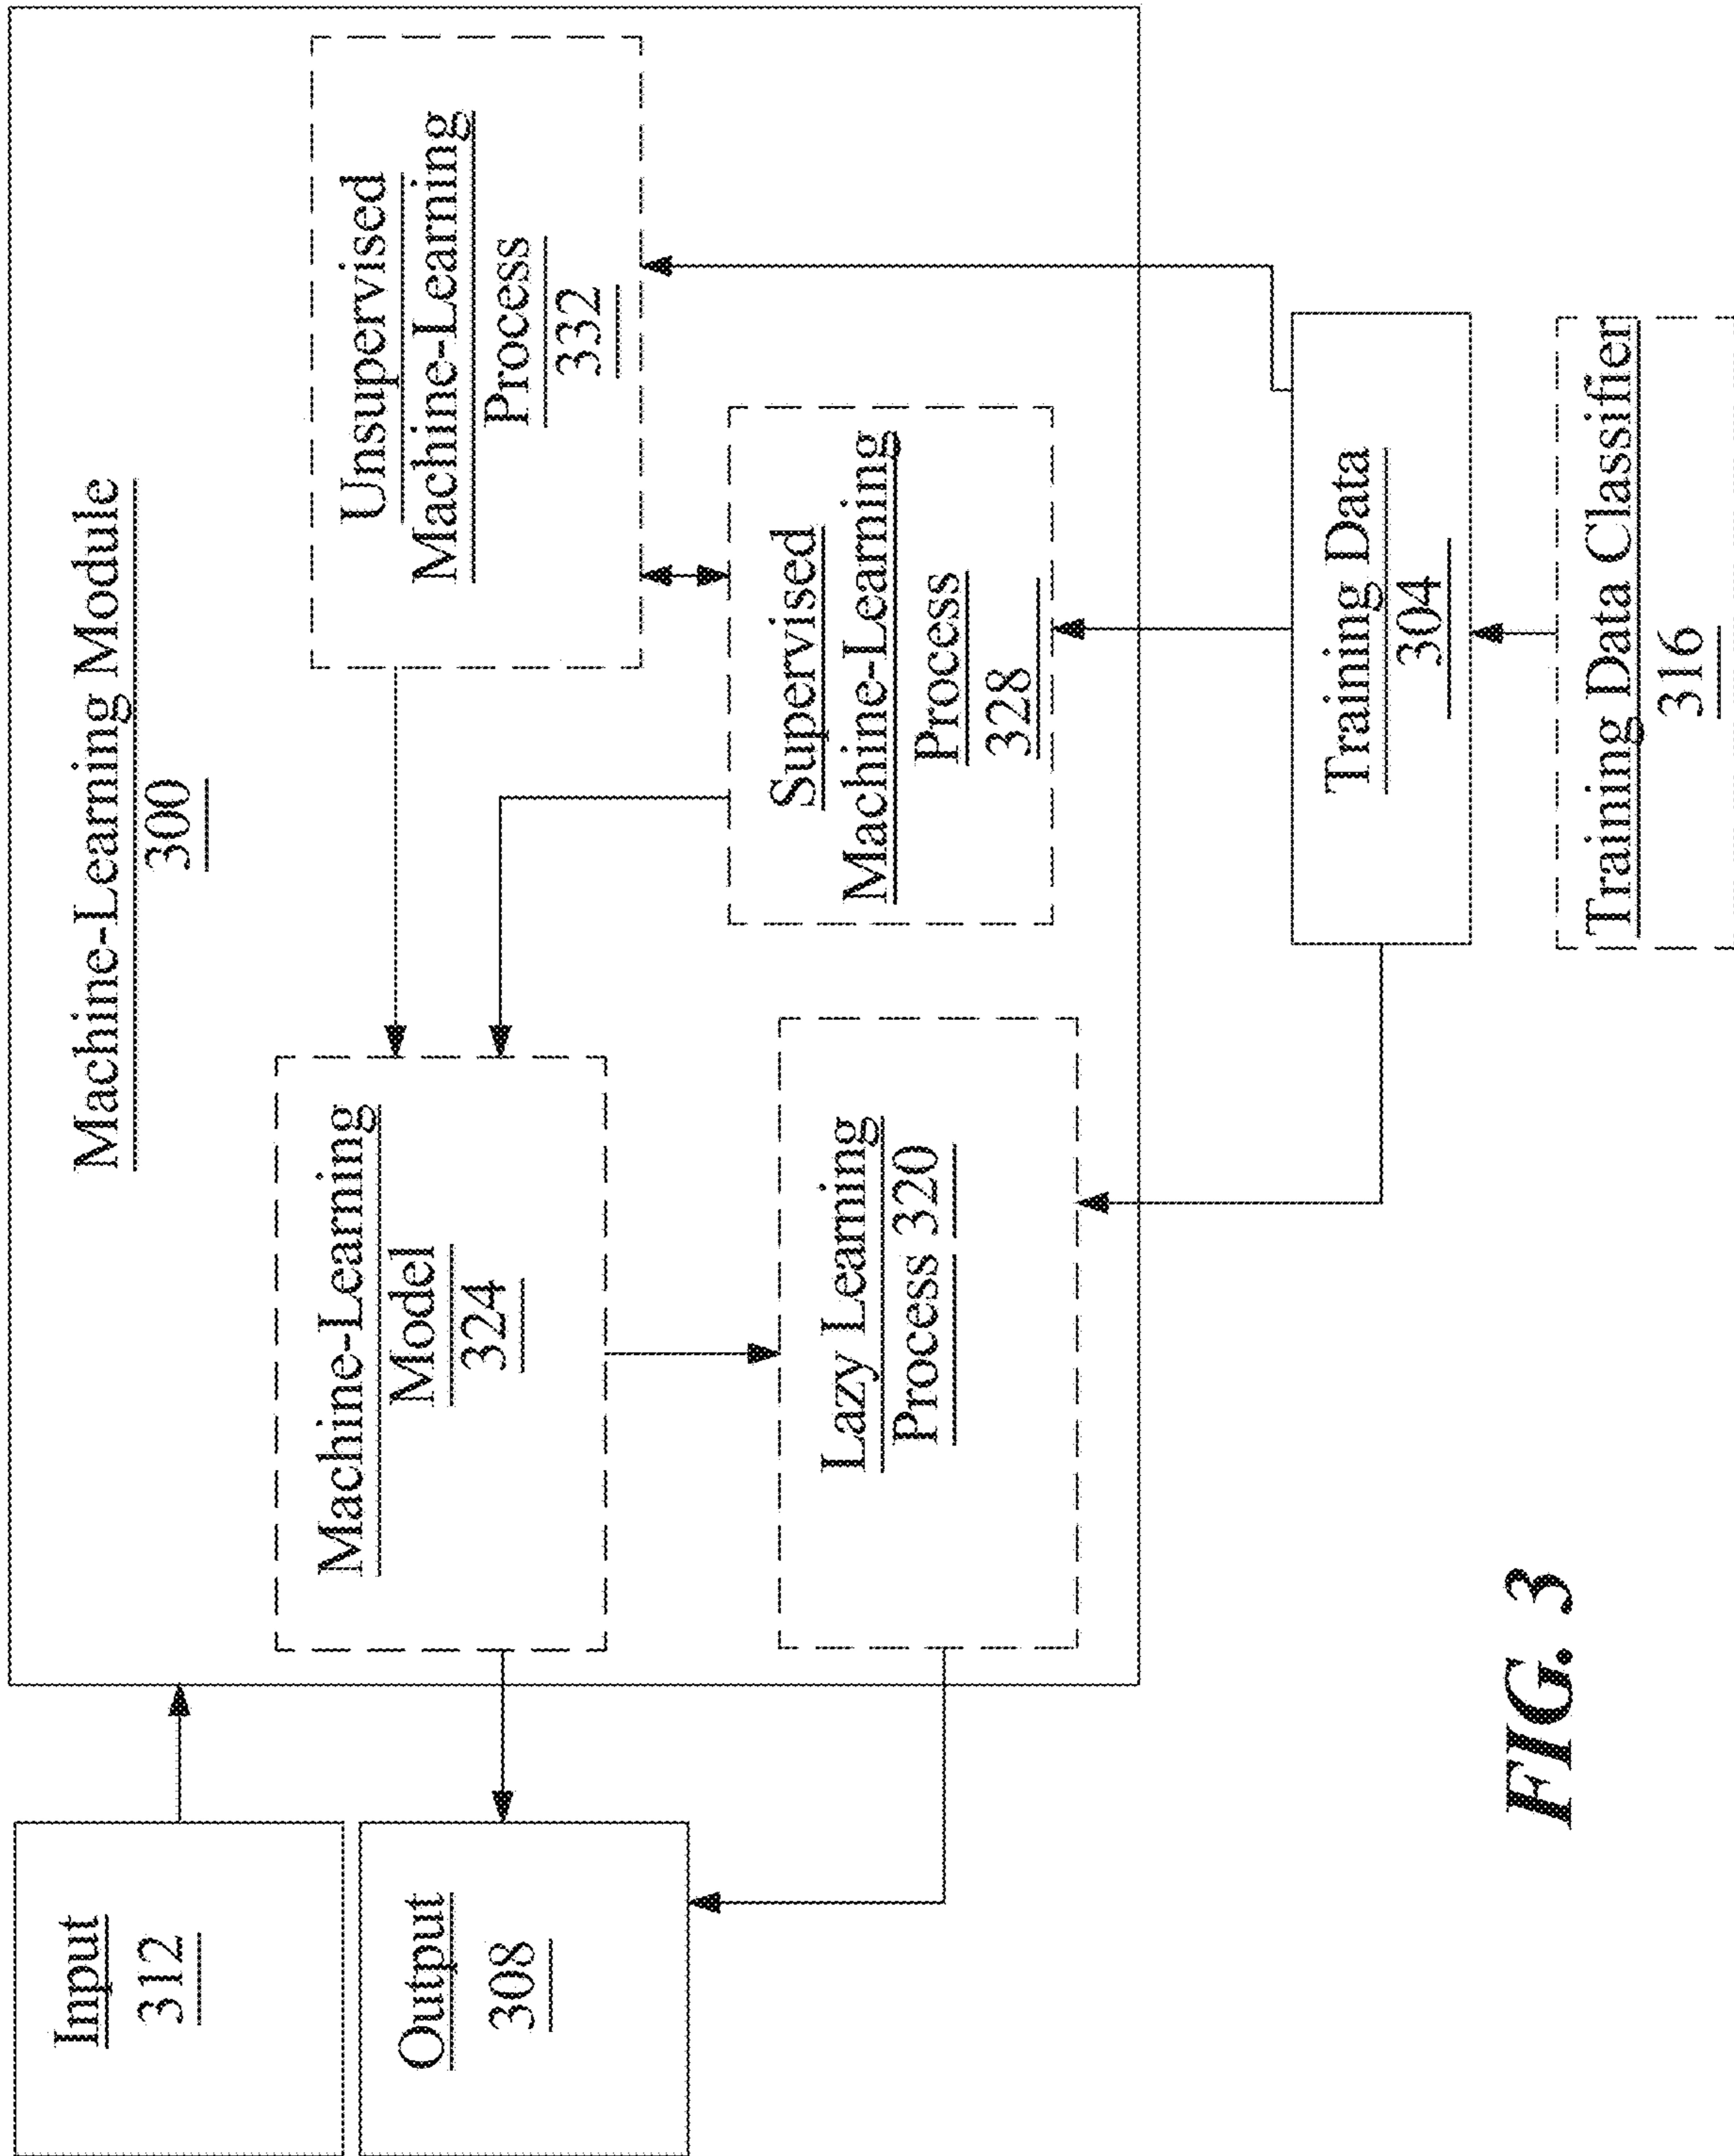 Machine-Learning Module
300
Input
312
Output
308
Machine-Learning
Model
324
Unsupervised
Machine-Learning
Process
332
Supervised
Machine-Learning
Process
328
Lazy Learning
Process 320
Training Data
304
Training Data Classifier
316
FIG. 3